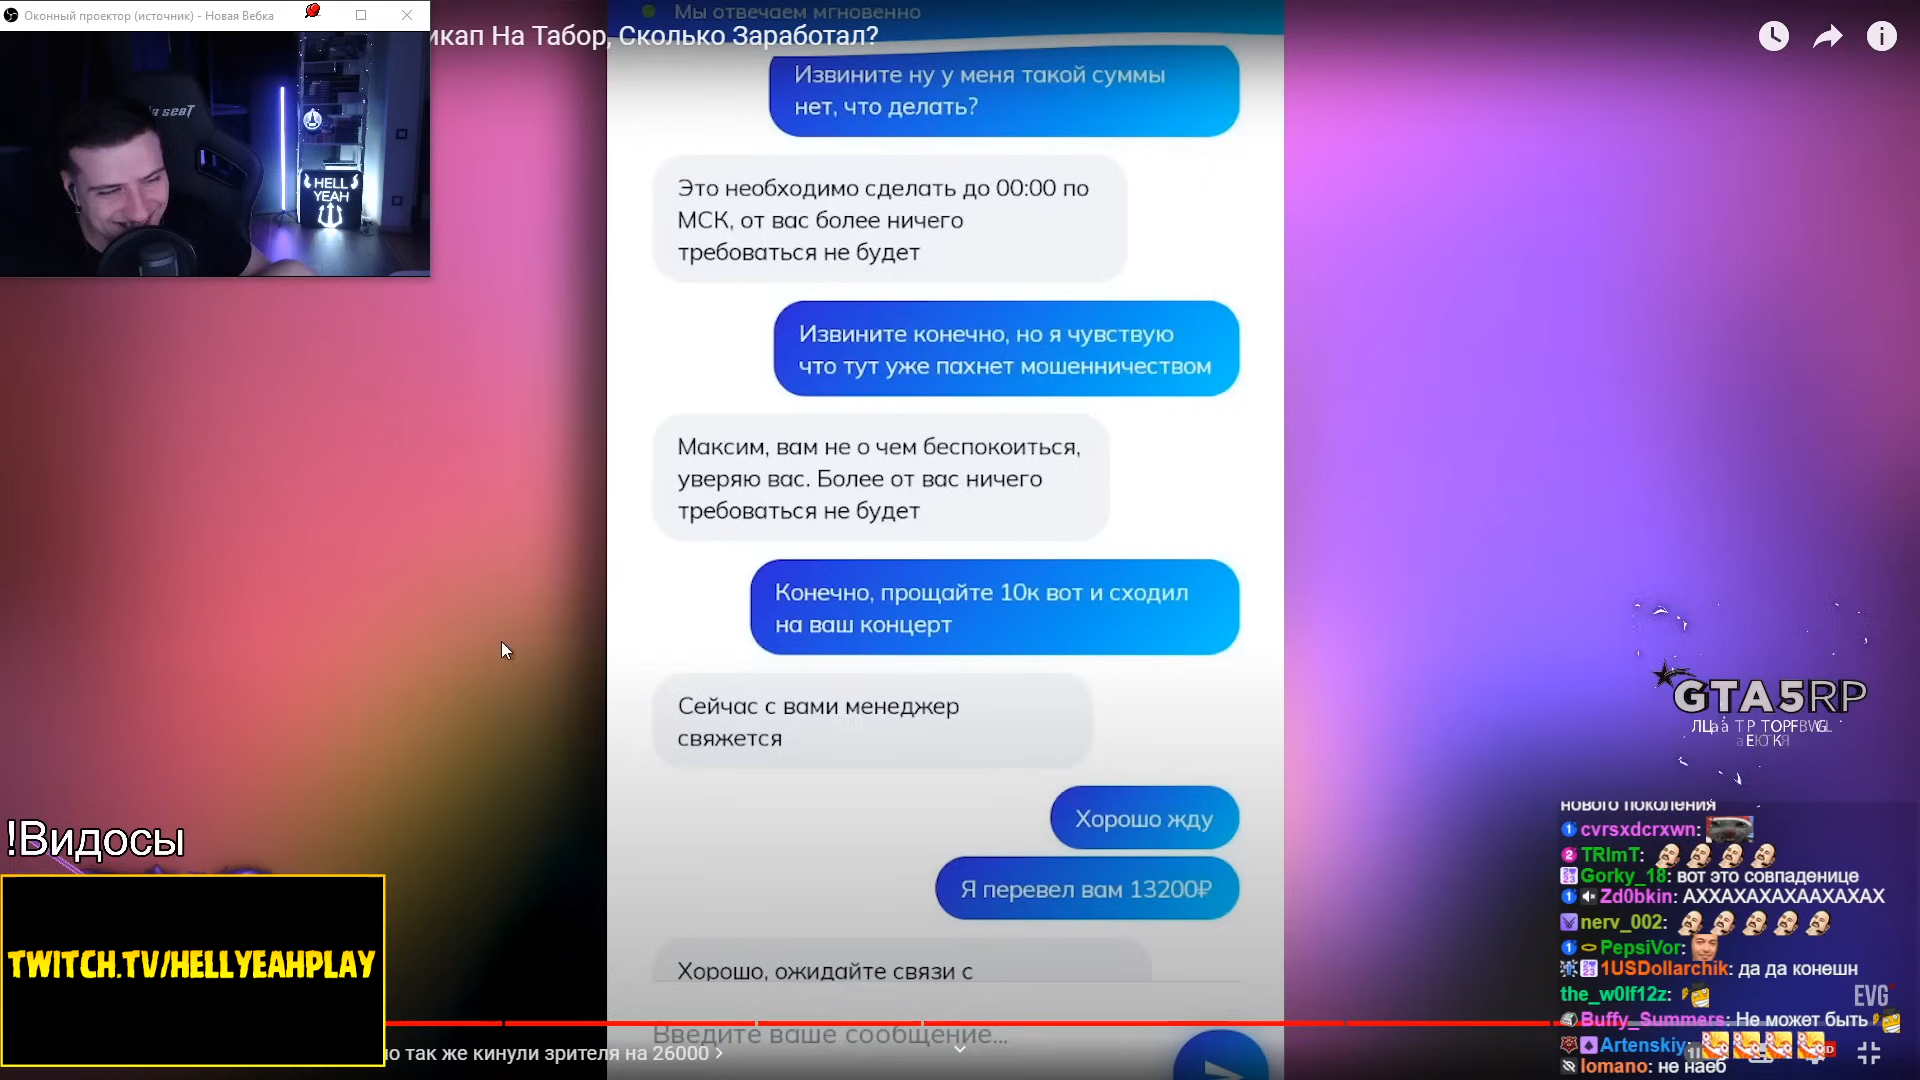 Оконный проектор (источник) - Новая Вебка
икап На Табор, Сколько Заработал?
Мы отвечаем мгновенно
Извините ну у меня такой суммы
нет, что делать?
Это необходимо сделать до 00:00 по
МСК, от вас более ничего
требоваться не будет
Извините конечно, но я чувствую
что тут уже пахнет мошенничеством
Максим, вам не о чем беспокоиться,
уверяю вас. Более от вас ничего
требоваться не будет
Конечно, прощайте 10к вот и сходил
на ваш концерт
Сейчас с вами менеджер
свяжется
Хорошо жду
Я перевел вам 13200₽
Хорошо, ожидайте связи с
Введите ваше сообщение...
HELL
YEAH
!Видосы
TWITCH.TV/HELLYEAHPLAY
но так же кинули зрителя на 26000 >
GTA5RP
нового поколения
cvrsxdcrxwn:
TRImT:
Gorky_18: вот это совпаденице
Zd0bkin: АХХАХАХАХААХАХАХ
nerv_002:
PepsiVor:
1USDollarchik: да да конешн
the_w0lf12z:
EVG
Buffy_Summers: Не может быть
Artenskiy:
lomano: не наеб